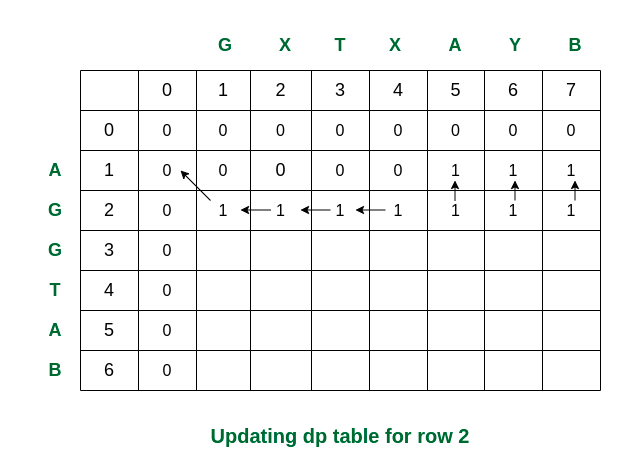 G X T X A Y B
0 1 2 3 4 5 6 7
0 0 0 0 0 0 0 0 0
A 1 0 0 0 0 0 1 1 1
G 2 0 1 1 1 1 1 1 1
G 3 0
T 4 0
A 5 0
B 6 0
Updating dp table for row 2